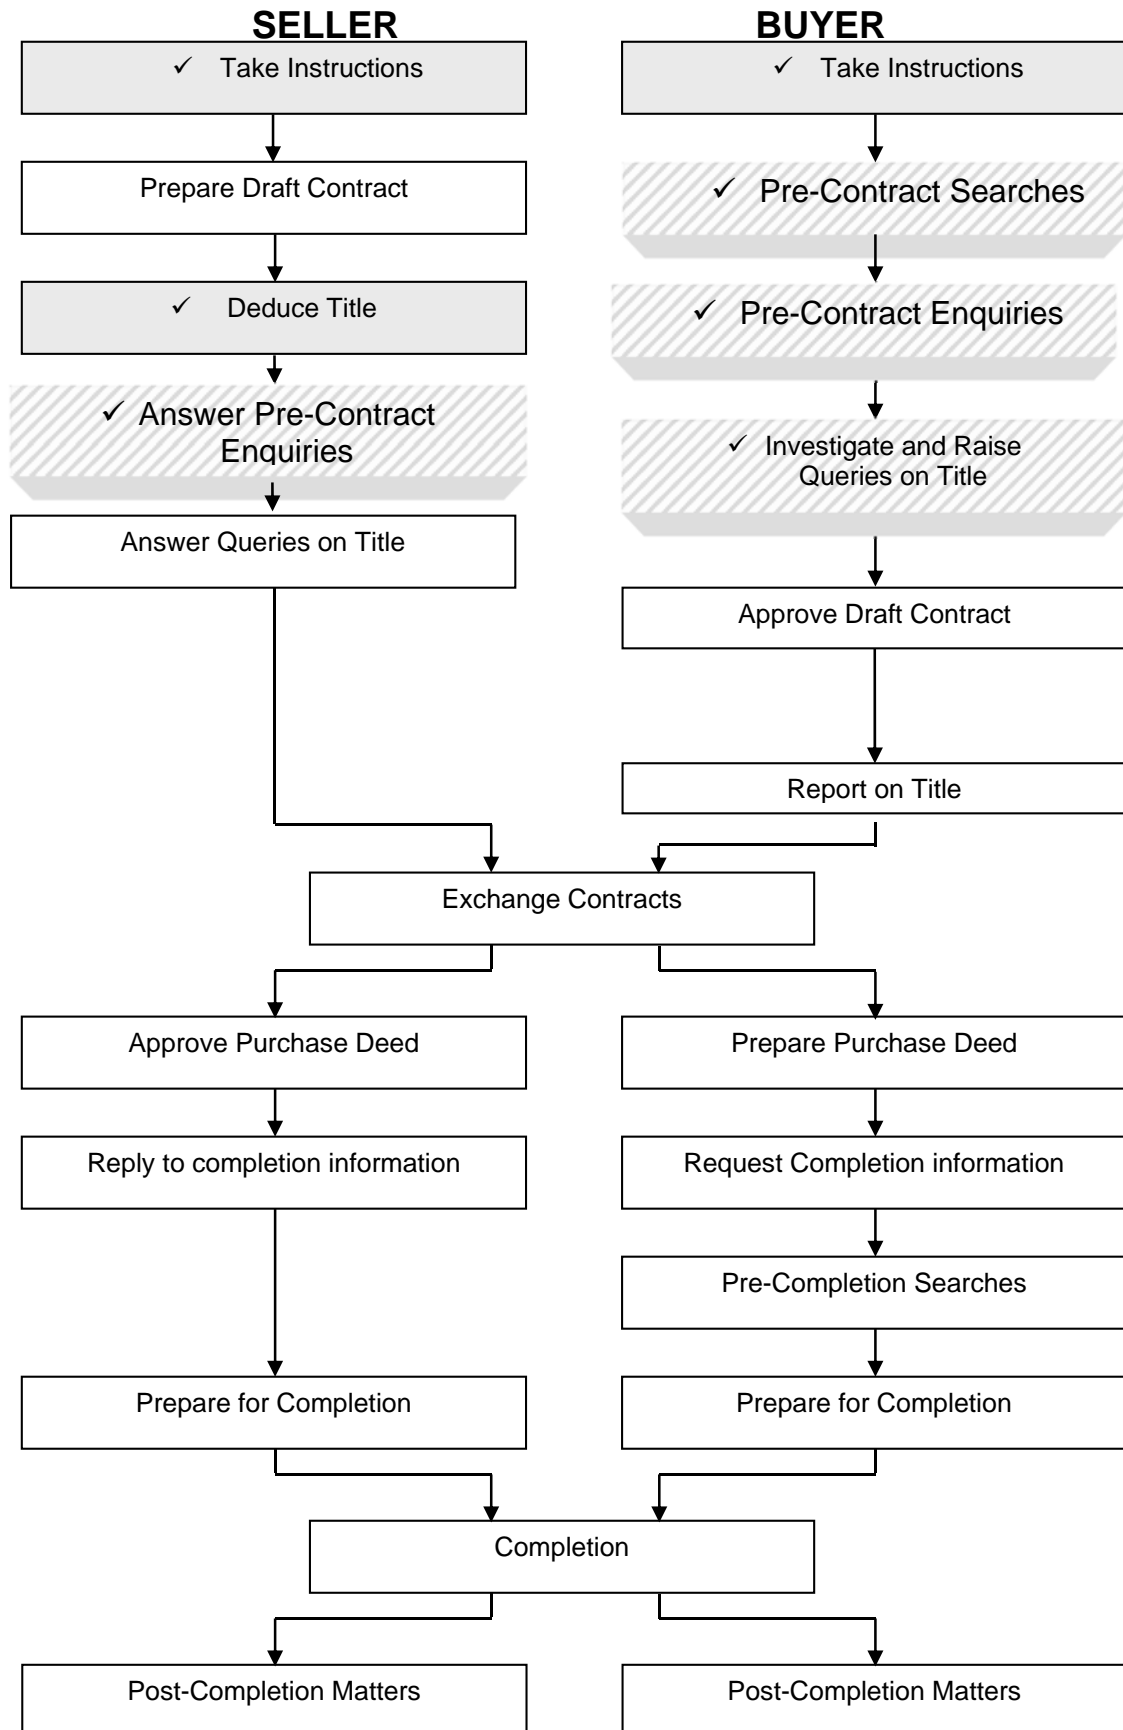 SELLER
BUYER
✓ Take Instructions
✓ Take Instructions
Prepare Draft Contract
✓ Pre-Contract Searches
✓ Deduce Title
✓ Pre-Contract Enquiries
✓ Answer Pre-Contract
Enquiries
✓ Investigate and Raise
Queries on Title
Answer Queries on Title
Approve Draft Contract
Report on Title
Exchange Contracts
Approve Purchase Deed
Prepare Purchase Deed
Reply to completion information
Request Completion information
Pre-Completion Searches
Prepare for Completion
Prepare for Completion
Completion
Post-Completion Matters
Post-Completion Matters